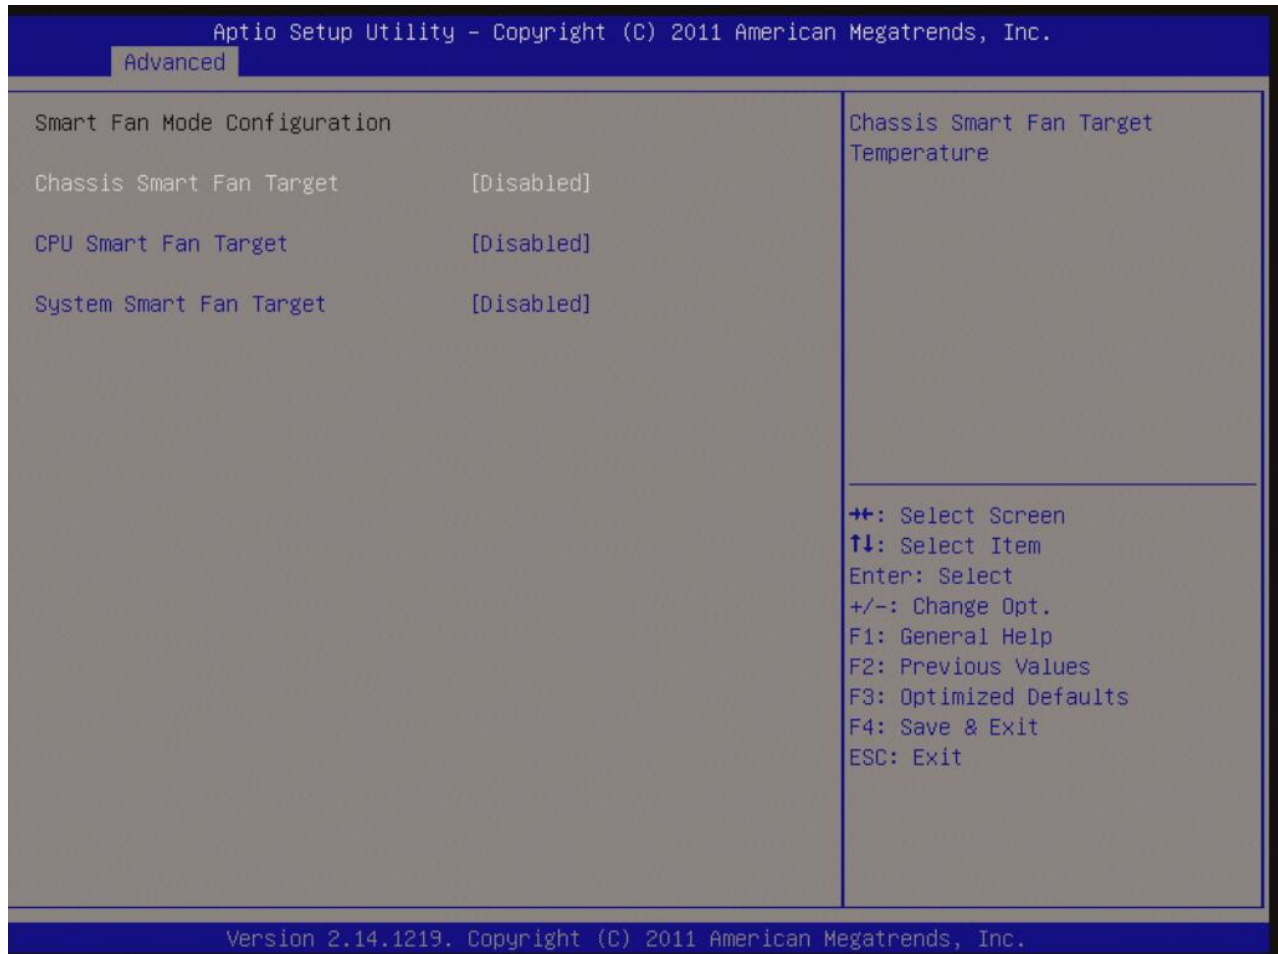 Aptio Setup Utility – Copyright (C) 2011 American Megatrends, Inc.
Advanced
Smart Fan Mode Configuration
Chassis Smart Fan Target [Disabled]
CPU Smart Fan Target [Disabled]
System Smart Fan Target [Disabled]
Chassis Smart Fan Target
Temperature
→←: Select Screen
↑↓: Select Item
Enter: Select
+/-: Change Opt.
F1: General Help
F2: Previous Values
F3: Optimized Defaults
F4: Save & Exit
ESC: Exit
Version 2.14.1219. Copyright (C) 2011 American Megatrends, Inc.